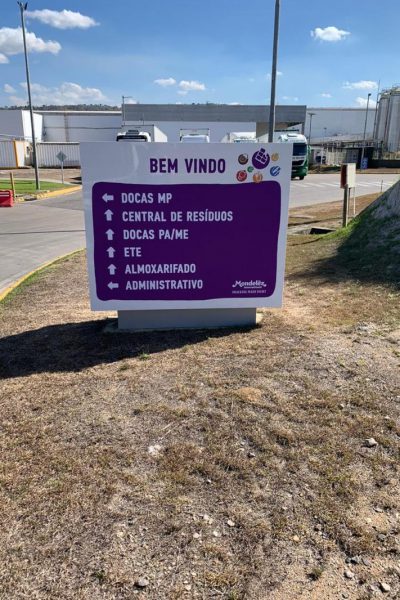 BEM VINDO
← DOCAS MP
↑ CENTRAL DE RESÍDUOS
↑ DOCAS PA/ME
↑ ETE
↑ ALMOXARIFADO
← ADMINISTRATIVO
Mondelēz